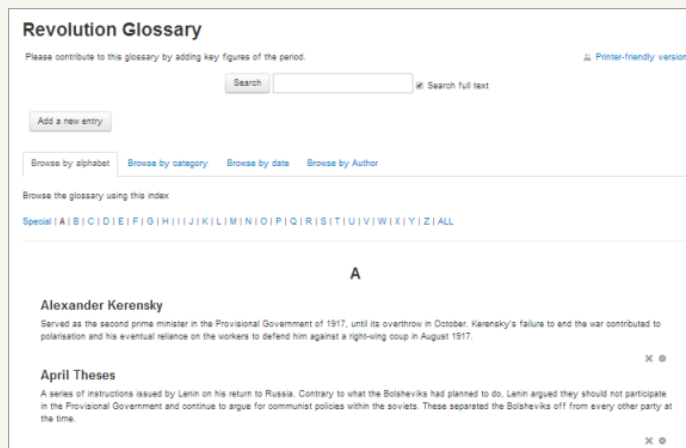 Revolution Glossary
Please contribute to this glossary by adding key figures of the period.
Printer-friendly version
Search
Search full text
Add a new entry
Browse by alphabet Browse by category Browse by date Browse by Author
Browse the glossary using this index
Special | A | B | C | D | E | F | G | H | I | J | K | L | M | N | O | P | Q | R | S | T | U | V | W | X | Y | Z | ALL
A
Alexander Kerensky
Served as the second prime minister in the Provisional Government of 1917, until its overthrow in October. Kerensky's failure to end the war contributed to
polarisation and his eventual reliance on the workers to defend him against a right-wing coup in August 1917.
April Theses
A series of instructions issued by Lenin on his return to Russia. Contrary to what the Bolsheviks had planned to do, Lenin argued they should not participate
in the Provisional Government and continue to argue for communist policies within the soviets. These separated the Bolsheviks off from every other party at
the time.